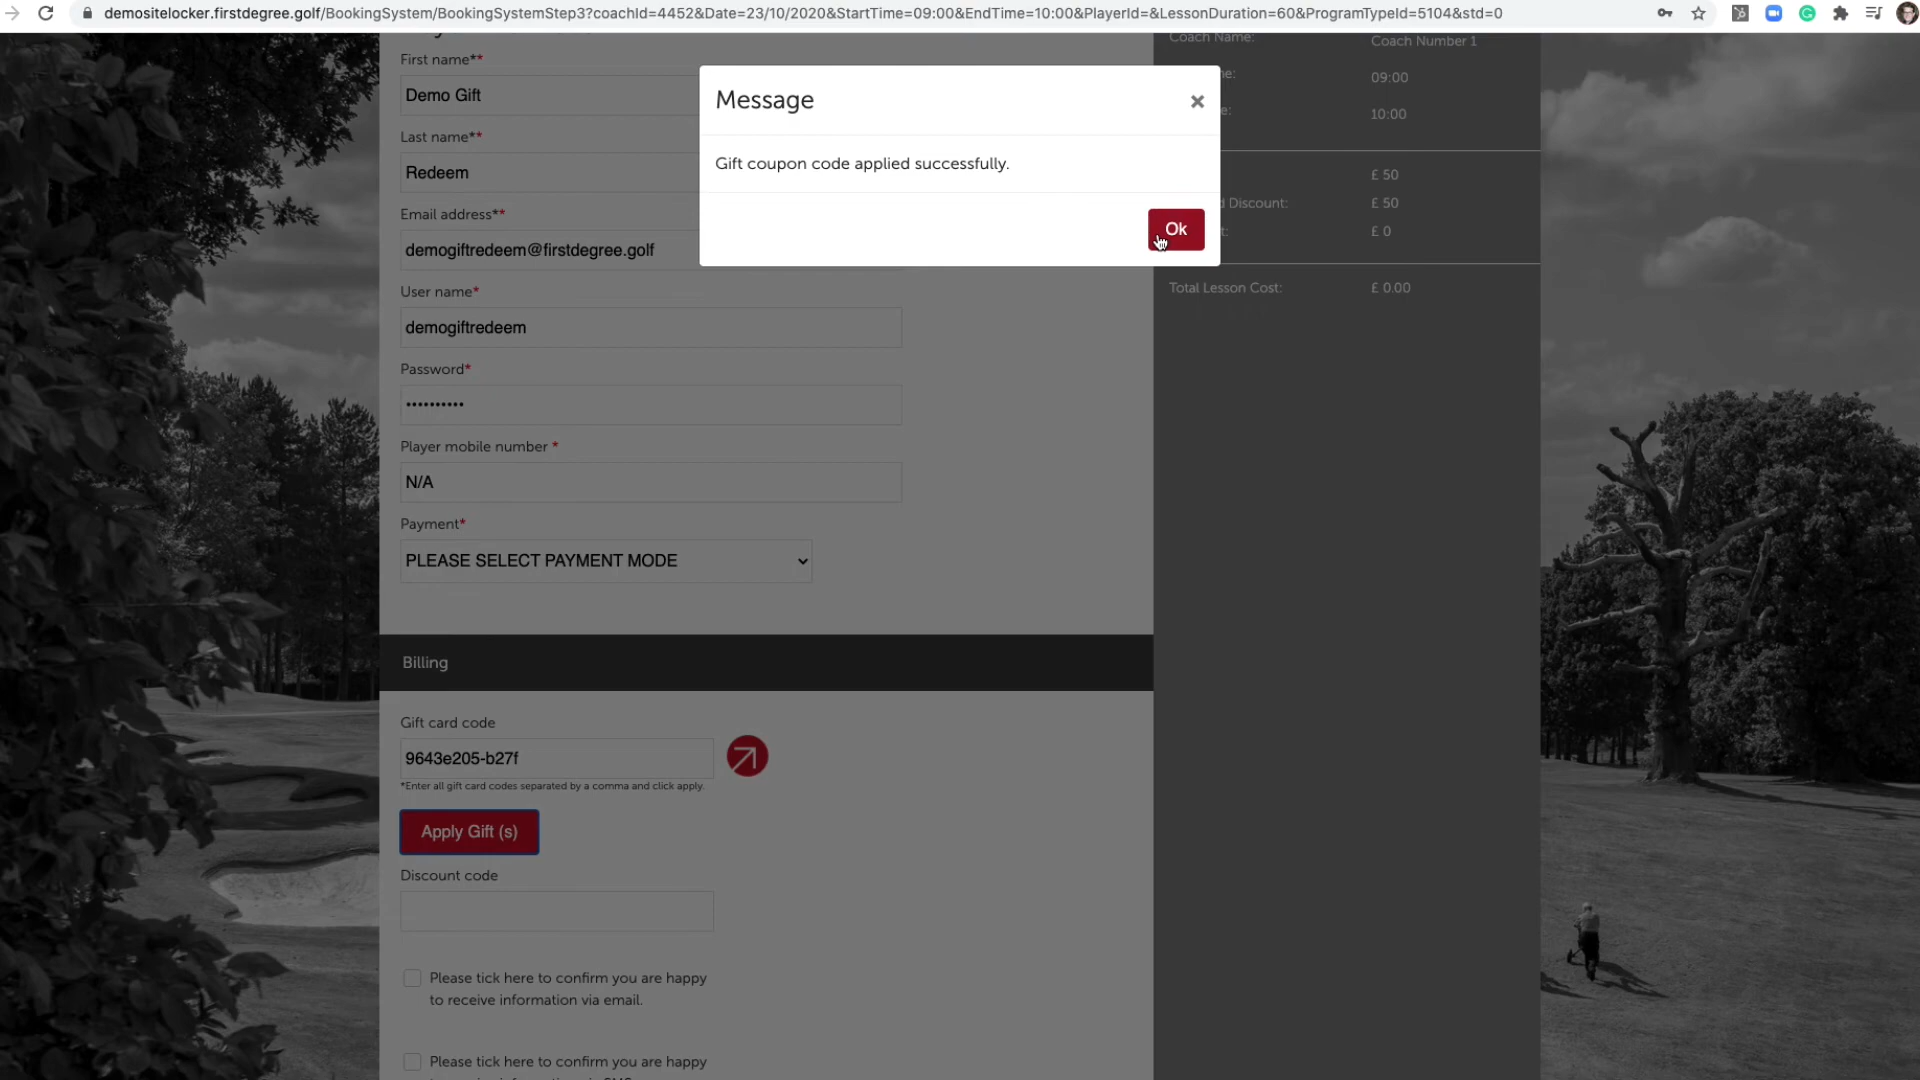 demositelocker.firstdegree.golf/BookingSystem/BookingSystemStep3?coachId=4452&Date=23/10/2020&StartTime=09:00&EndTime=10:00&PlayerId=&LessonDuration=60&ProgramTypeId=5104&std=0
First name**
Demo Gift
Last name**
Redeem
Email address**
demogiftredeem@firstdegree.golf
User name*
demogiftredeem
Password*
••••••••••
Player mobile number *
N/A
Payment*
PLEASE SELECT PAYMENT MODE
Billing
Gift card code
9643e205-b27f
*Enter all gift card codes separated by a comma and click apply.
Apply Gift (s)
Discount code
Please tick here to confirm you are happy
to receive information via email.
Please tick here to confirm you are happy
Message
×
Gift coupon code applied successfully.
Ok
Coach Name: Coach Number 1
09:00
10:00
£ 50
Discount: £ 50
£ 0
Total Lesson Cost: £ 0.00